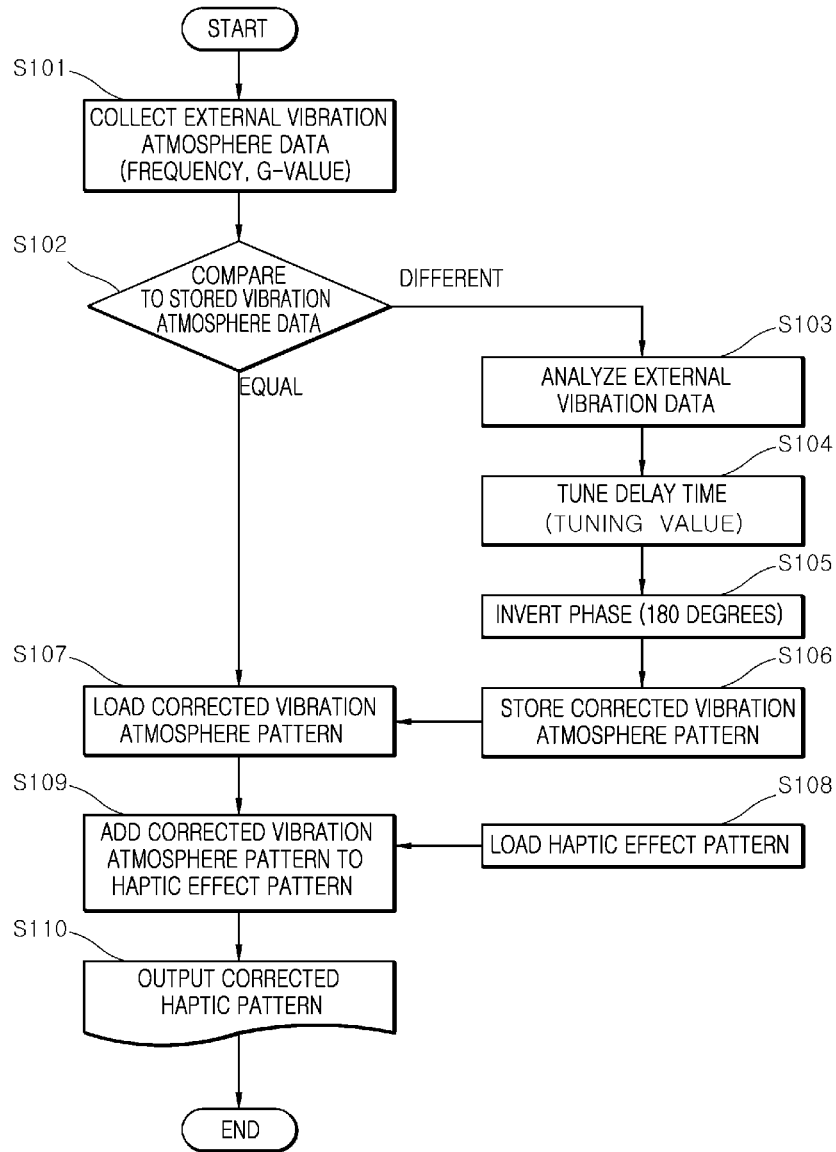 START
S101
COLLECT EXTERNAL VIBRATION
ATMOSPHERE DATA
(FREQUENCY, G-VALUE)
S102
COMPARE
TO STORED VIBRATION
ATMOSPHERE DATA
DIFFERENT
EQUAL
S103
ANALYZE EXTERNAL
VIBRATION DATA
S104
TUNE DELAY TIME
(TUNING VALUE)
S105
INVERT PHASE (180 DEGREES)
S106
STORE CORRECTED VIBRATION
ATMOSPHERE PATTERN
S107
LOAD CORRECTED VIBRATION
ATMOSPHERE PATTERN
S108
LOAD HAPTIC EFFECT PATTERN
S109
ADD CORRECTED VIBRATION
ATMOSPHERE PATTERN TO
HAPTIC EFFECT PATTERN
S110
OUTPUT CORRECTED
HAPTIC PATTERN
END